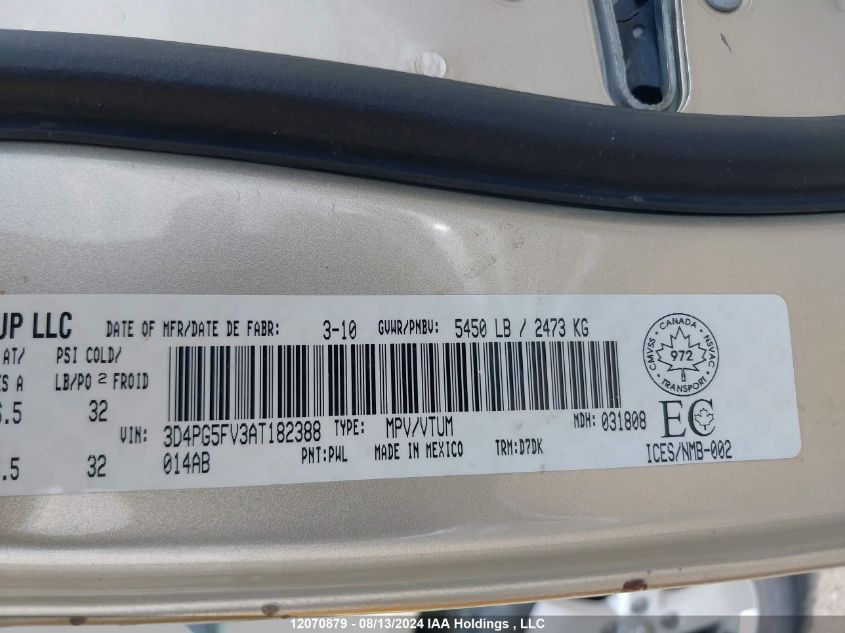 UP LLC DATE OF MFR/DATE DE FABR: 3-10 GVWR/PNBV: 5450 LB / 2473 KG
AT/ PSI COLD/
ES A LB/PO 2 FROID
6.5 32
VIN: 3D4PG5FV3AT182388 TYPE: MPV/VTUM MDH: 031808
.5 32 014AB PNT:PWL MADE IN MEXICO TRM:D7DK
CANADA
CMVSS 972 NSVAC
TRANSPORT
EC
ICES/NMB-002
12070879 - 08/13/2024 IAA Holdings, LLC